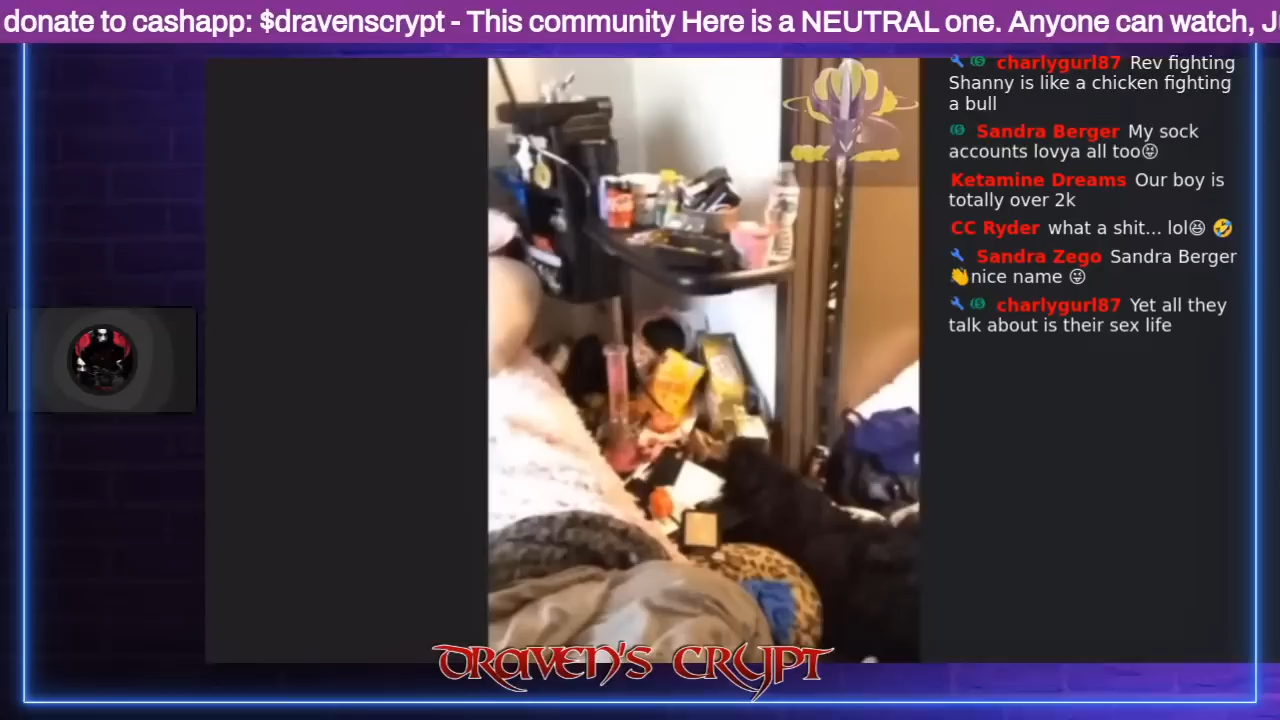 donate to cashapp: $dravenscrypt - This community Here is a NEUTRAL one. Anyone can watch, J
charlygurl87 Rev fighting
Shanny is like a chicken fighting
a bull
Sandra Berger My sock
accounts lovya all too😝
Ketamine Dreams Our boy is
totally over 2k
CC Ryder what a shit... lol😆 🤣
Sandra Zego Sandra Berger
👏nice name 😜
charlygurl87 Yet all they
talk about is their sex life
DRAVEN'S CRYPT